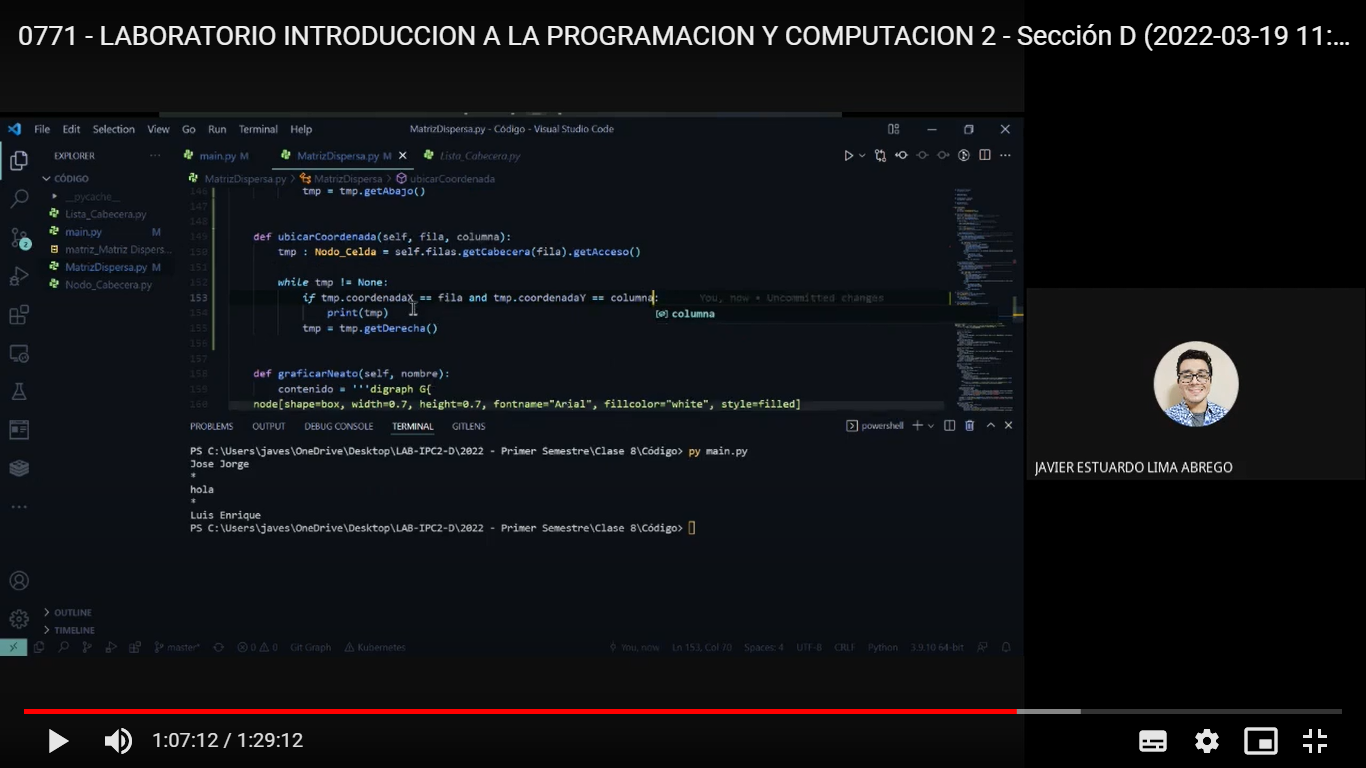 0771 - LABORATORIO INTRODUCCION A LA PROGRAMACION Y COMPUTACION 2 - Sección D (2022-03-19 11:...
File Edit Selection View Go Run Terminal Help
MatrizDispersa.py - Código - Visual Studio Code
EXPLORER
main.py M
MatrizDispersa.py M
Lista_Cabecera.py
CÓDIGO
__pycache__
Lista_Cabecera.py
main.py M
matriz_Matriz Dispers...
MatrizDispersa.py M
Nodo_Cabecera.py
2
MatrizDispersa.py > MatrizDispersa > ubicarCoordenada
146 tmp = tmp.getAbajo()
147
148
149 def ubicarCoordenada(self, fila, columna):
150 tmp : Nodo_Celda = self.filas.getCabecera(fila).getAcceso()
151
152 while tmp != None:
153 if tmp.coordenadaX == fila and tmp.coordenadaY == columna: You, now • Uncommitted changes
154 print(tmp)
columna
155 tmp = tmp.getDerecha()
156
157
158 def graficarNeato(self, nombre):
159 contenido = '''digraph G{
160 node[shape=box, width=0.7, height=0.7, fontname="Arial", fillcolor="white", style=filled]
PROBLEMS OUTPUT DEBUG CONSOLE TERMINAL GITLENS
powershell
PS C:\Users\javes\OneDrive\Desktop\LAB-IPC2-D\2022 - Primer Semestre\Clase 8\Código> py main.py
Jose Jorge
*
hola
*
Luis Enrique
PS C:\Users\javes\OneDrive\Desktop\LAB-IPC2-D\2022 - Primer Semestre\Clase 8\Código>
OUTLINE
TIMELINE
master* 0 0 Git Graph Kubernetes
You, now Ln 153, Col 70 Spaces: 4 UTF-8 CRLF Python 3.9.10 64-bit
JAVIER ESTUARDO LIMA ABREGO
1:07:12 / 1:29:12